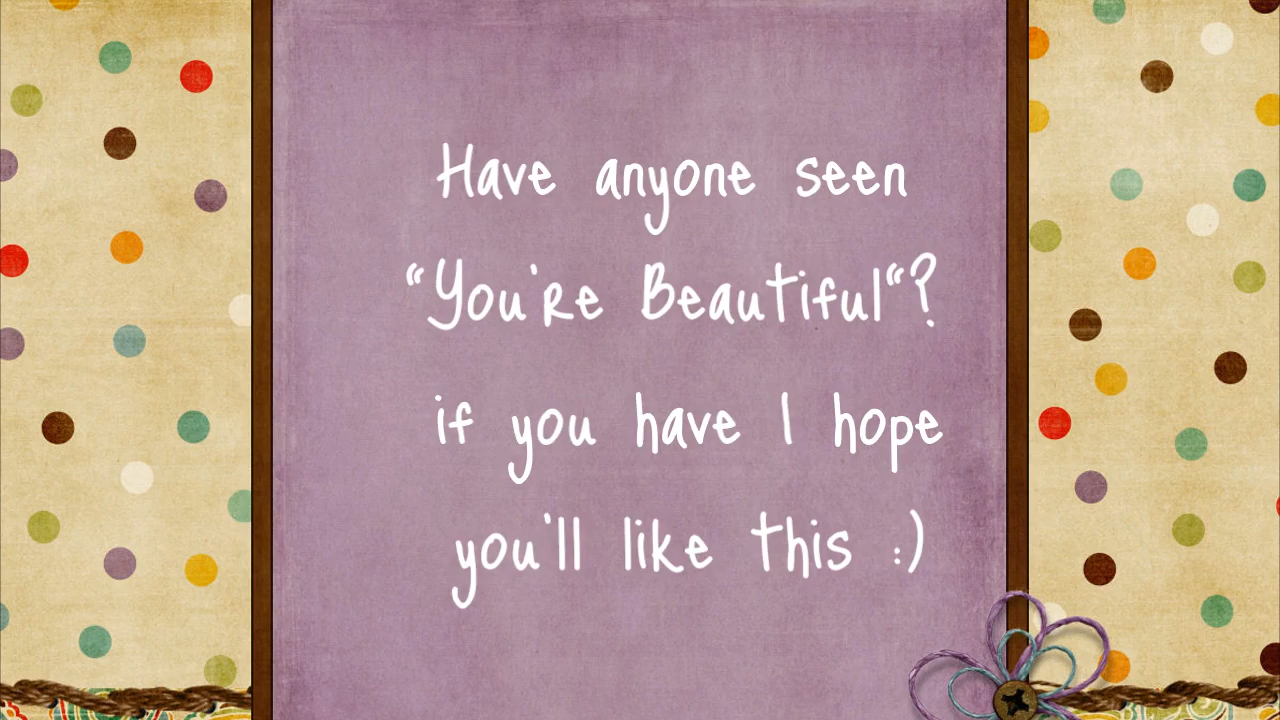 Have anyone seen
“You're Beautiful“?
if you have I hope
you'll like this :)